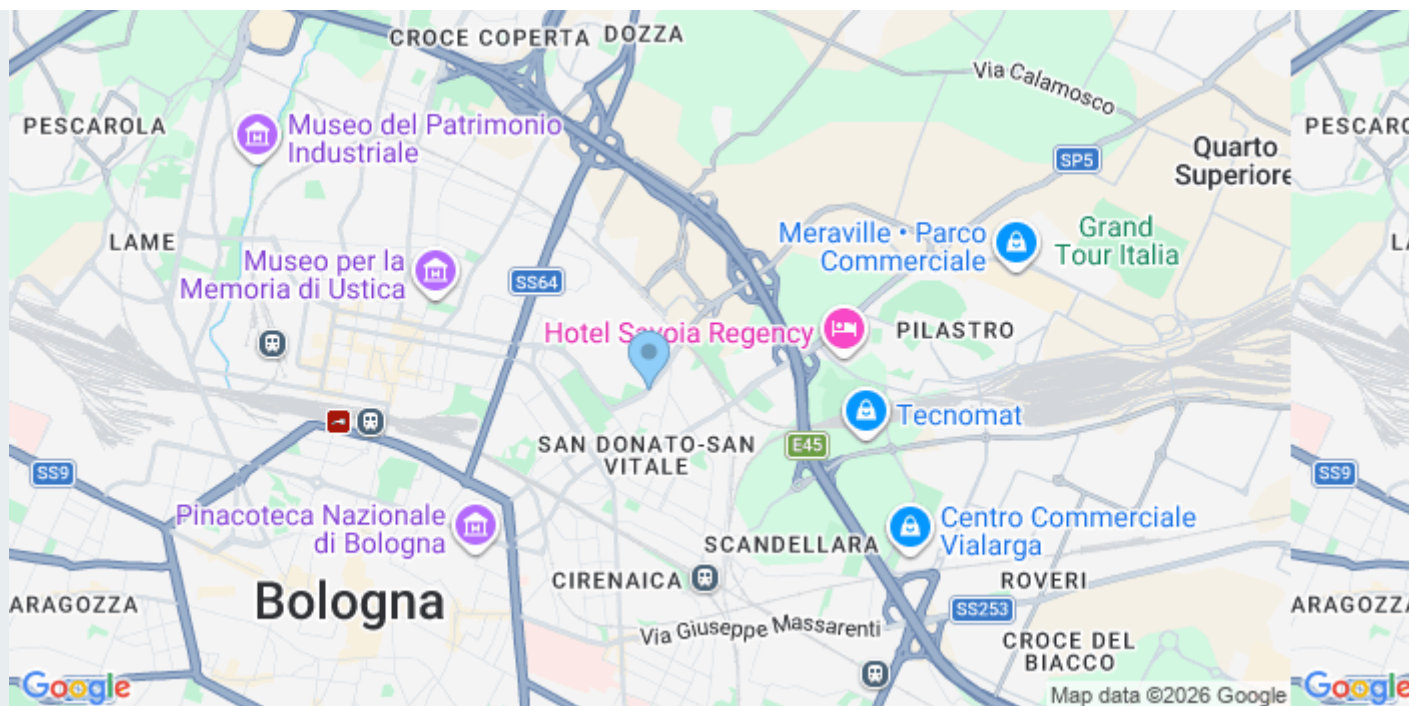 CROCE COPERTA
DOZZA
Via Calamosco
PESCAROLA
Museo del Patrimonio
Industriale
SP5
Quarto
Superiore
PESCARO
LAME
Meraville • Parco
Commerciale
Grand
Tour Italia
LA
Museo per la
Memoria di Ustica
SS64
Hotel Savoia Regency
PILASTRO
Tecnomat
SAN DONATO-SAN
VITALE
E45
SS9
SS9
Pinacoteca Nazionale
di Bologna
Centro Commerciale
Vialarga
SCANDELLARA
CIRENAICA
ROVERI
Bologna
ARAGOZZA
SS253
ARAGOZZA
Via Giuseppe Massarenti
CROCE DEL
BIACCO
Google
Map data ©2026 Google
Google